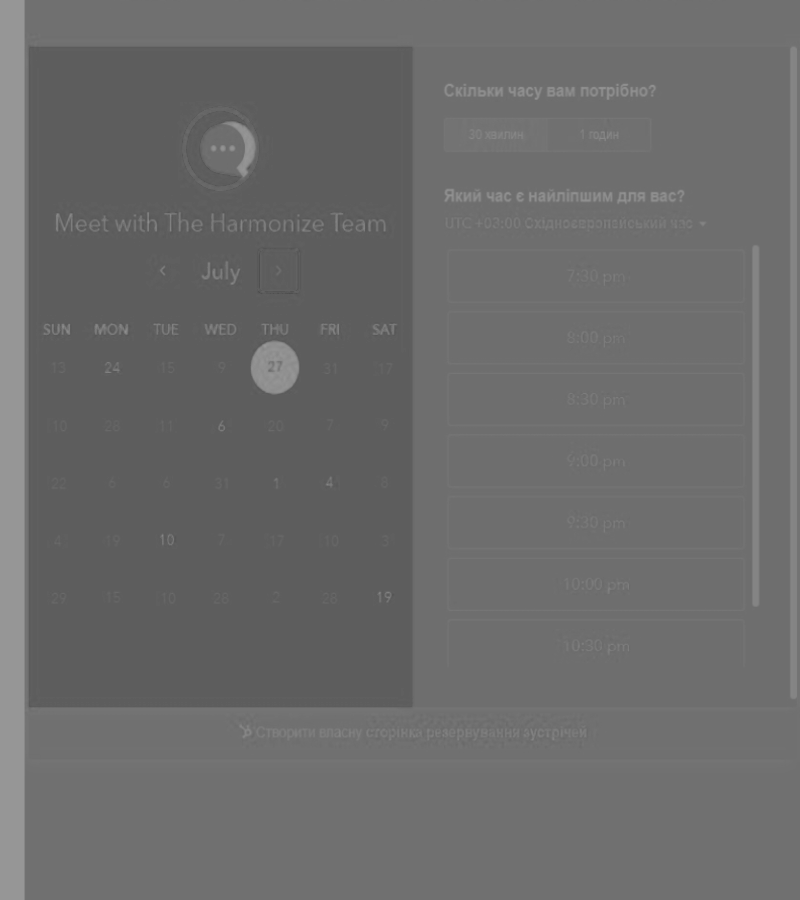 Meet with The Harmonize Team
July
SUN MON TUE WED THU FRI SAT
13 24 15 9 27 31 17
10 28 11 6 20 7 9
22 6 6 31 1 4 8
4 19 10 7 17 10 3
29 15 10 28 2 28 19
Скільки часу вам потрібно?
30 хвилин 1 годин
Який час є найліпшим для вас?
UTC +03:00 Східноєвропейський час
7:30 pm
8:00 pm
8:30 pm
9:00 pm
9:30 pm
10:00 pm
10:30 pm
Створити власну сторінку резервування зустрічей